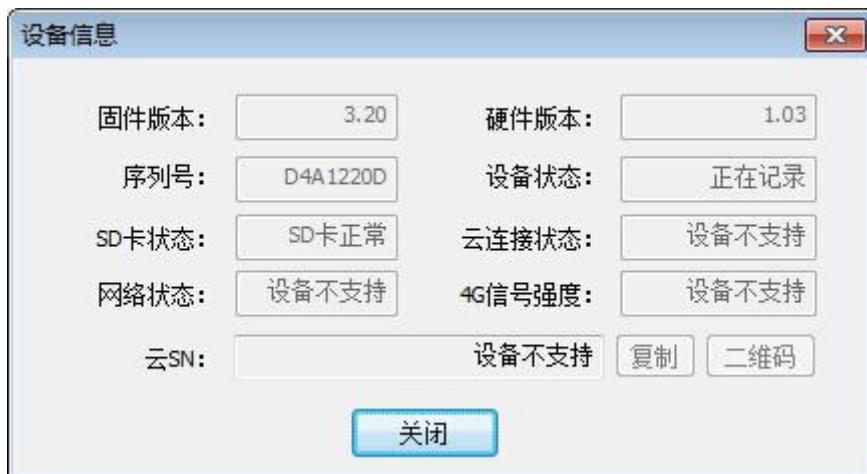 设备信息
固件版本： 3.20 硬件版本： 1.03
序列号： D4A1220D 设备状态： 正在记录
SD卡状态： SD卡正常 云连接状态： 设备不支持
网络状态： 设备不支持 4G信号强度： 设备不支持
云SN： 设备不支持 复制 二维码
关闭